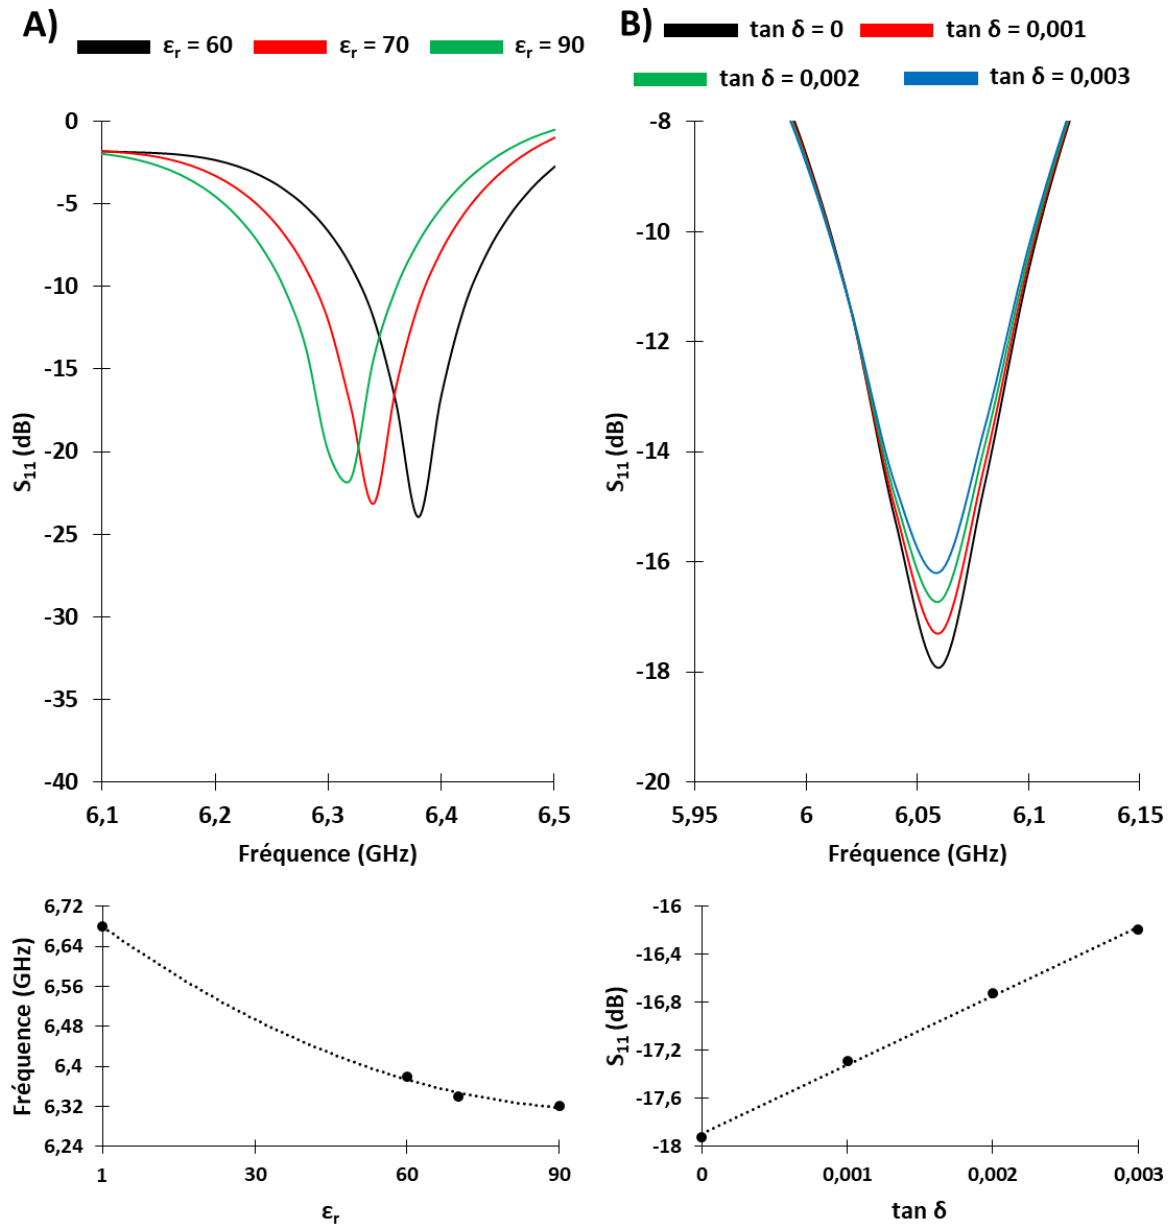 A)
εr = 60 εr = 70 εr = 90
0
-5
-10
-15
-20
-25
-30
-35
-40
S11 (dB)
6,1 6,2 6,3 6,4 6,5
Fréquence (GHz)
B)
tan δ = 0 tan δ = 0,001
tan δ = 0,002 tan δ = 0,003
-8
-10
-12
-14
-16
-18
-20
S11 (dB)
5,95 6 6,05 6,1 6,15
Fréquence (GHz)
6,72
6,64
6,56
6,48
6,4
6,32
6,24
Fréquence (GHz)
1 30 60 90
εr
-16
-16,4
-16,8
-17,2
-17,6
-18
S11 (dB)
0 0,001 0,002 0,003
tan δ